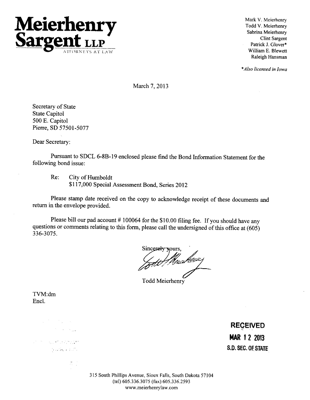 Meierhenry
Sargent LLP
ATTORNEYS AT LAW
Mark V. Meierhenry
Todd V. Meierhenry
Sabrina Meierhenry
Clint Sargent
Patrick J. Glover*
William E. Blewett
Raleigh Hansman
*Also licensed in Iowa
March 7, 2013
Secretary of State
State Capitol
500 E. Capitol
Pierre, SD 57501-5077
Dear Secretary:
Pursuant to SDCL 6-8B-19 enclosed please find the Bond Information Statement for the
following bond issue:
Re: City of Humboldt
$117,000 Special Assessment Bond, Series 2012
Please stamp date received on the copy to acknowledge receipt of these documents and
return in the envelope provided.
Please bill our pad account # 100064 for the $10.00 filing fee. If you should have any
questions or comments relating to this form, please call the undersigned of this office at (605)
336-3075.
Sincerely yours,
Todd Meierhenry
TVM:dm
Encl.
RECEIVED
MAR 12 2013
S.D. SEC. OF STATE
315 South Phillips Avenue, Sioux Falls, South Dakota 57104
(tel) 605.336.3075 (fax) 605.336.2593
www.meierhenrylaw.com